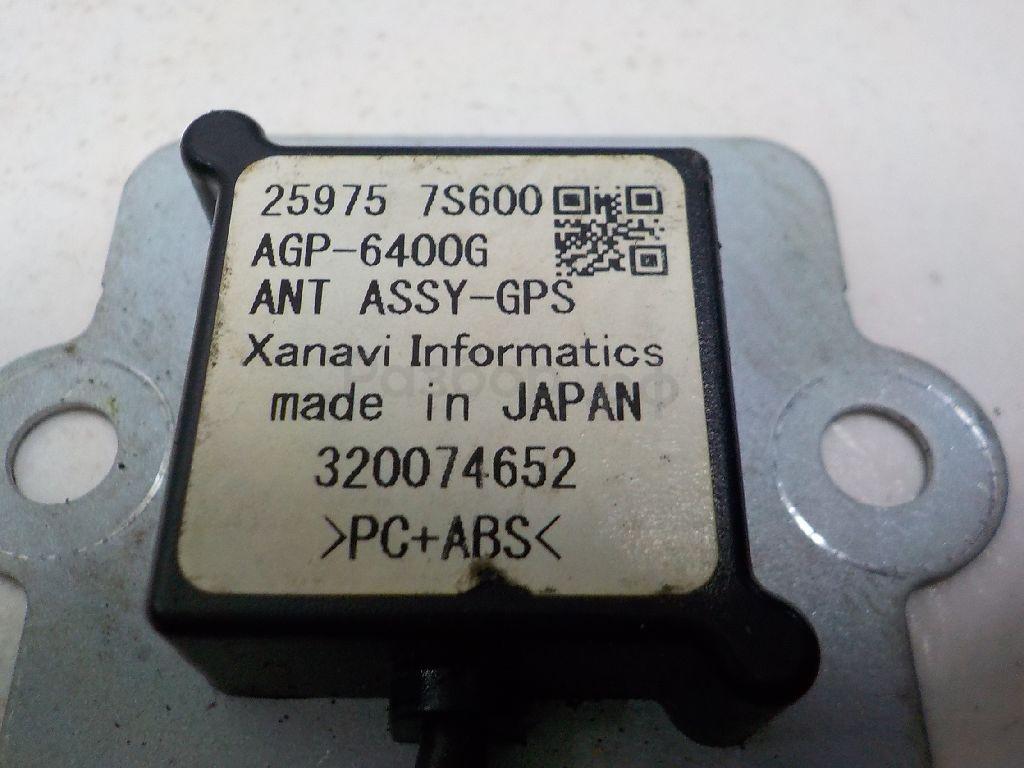 25975 7S600
AGP-6400G
ANT ASSY-GPS
Xanavi Informatics
made in JAPAN
320074652
>PC+ABS<